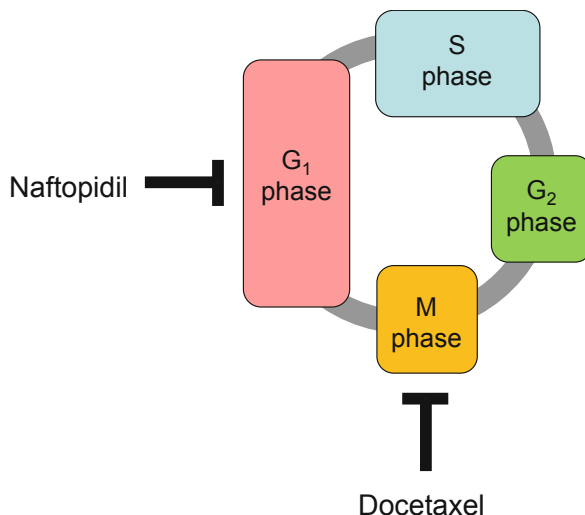 S
phase
G₁
phase
Naftopidil
G₂
phase
M
phase
Docetaxel